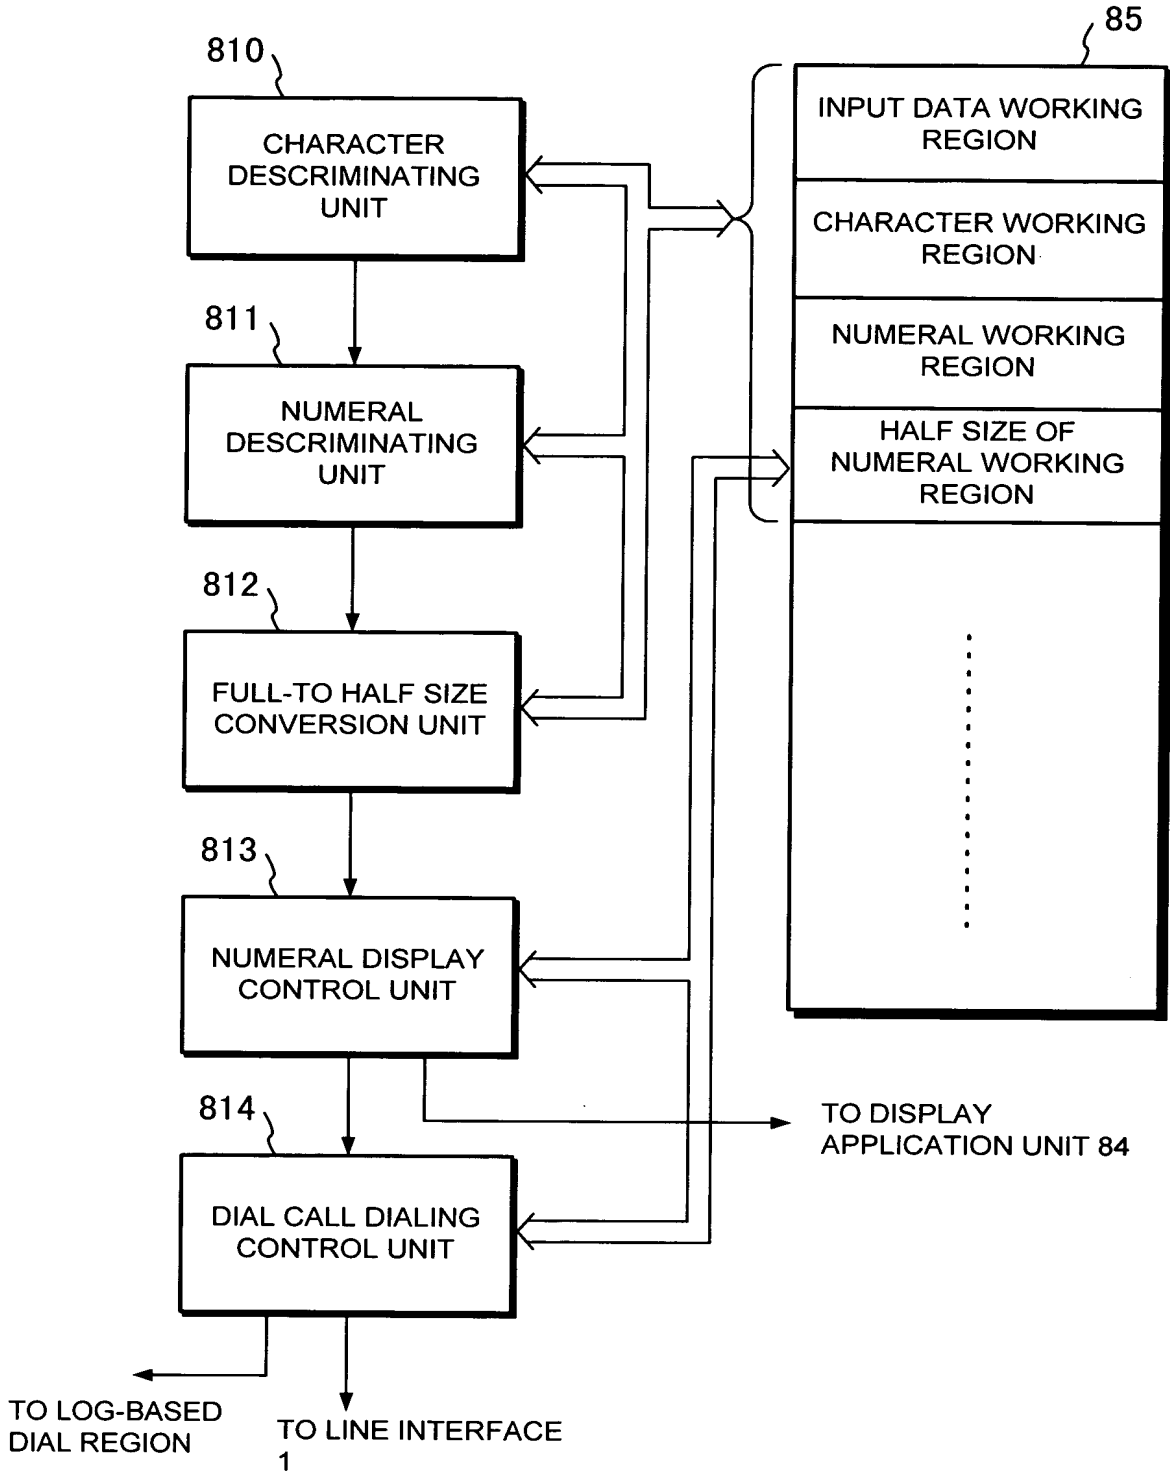 810
CHARACTER
DESCRIMINATING
UNIT
811
NUMERAL
DESCRIMINATING
UNIT
812
FULL-TO HALF SIZE
CONVERSION UNIT
813
NUMERAL DISPLAY
CONTROL UNIT
814
DIAL CALL DIALING
CONTROL UNIT
TO LOG-BASED
DIAL REGION
TO LINE INTERFACE
1
TO DISPLAY
APPLICATION UNIT 84
85
INPUT DATA WORKING
REGION
CHARACTER WORKING
REGION
NUMERAL WORKING
REGION
HALF SIZE OF
NUMERAL WORKING
REGION